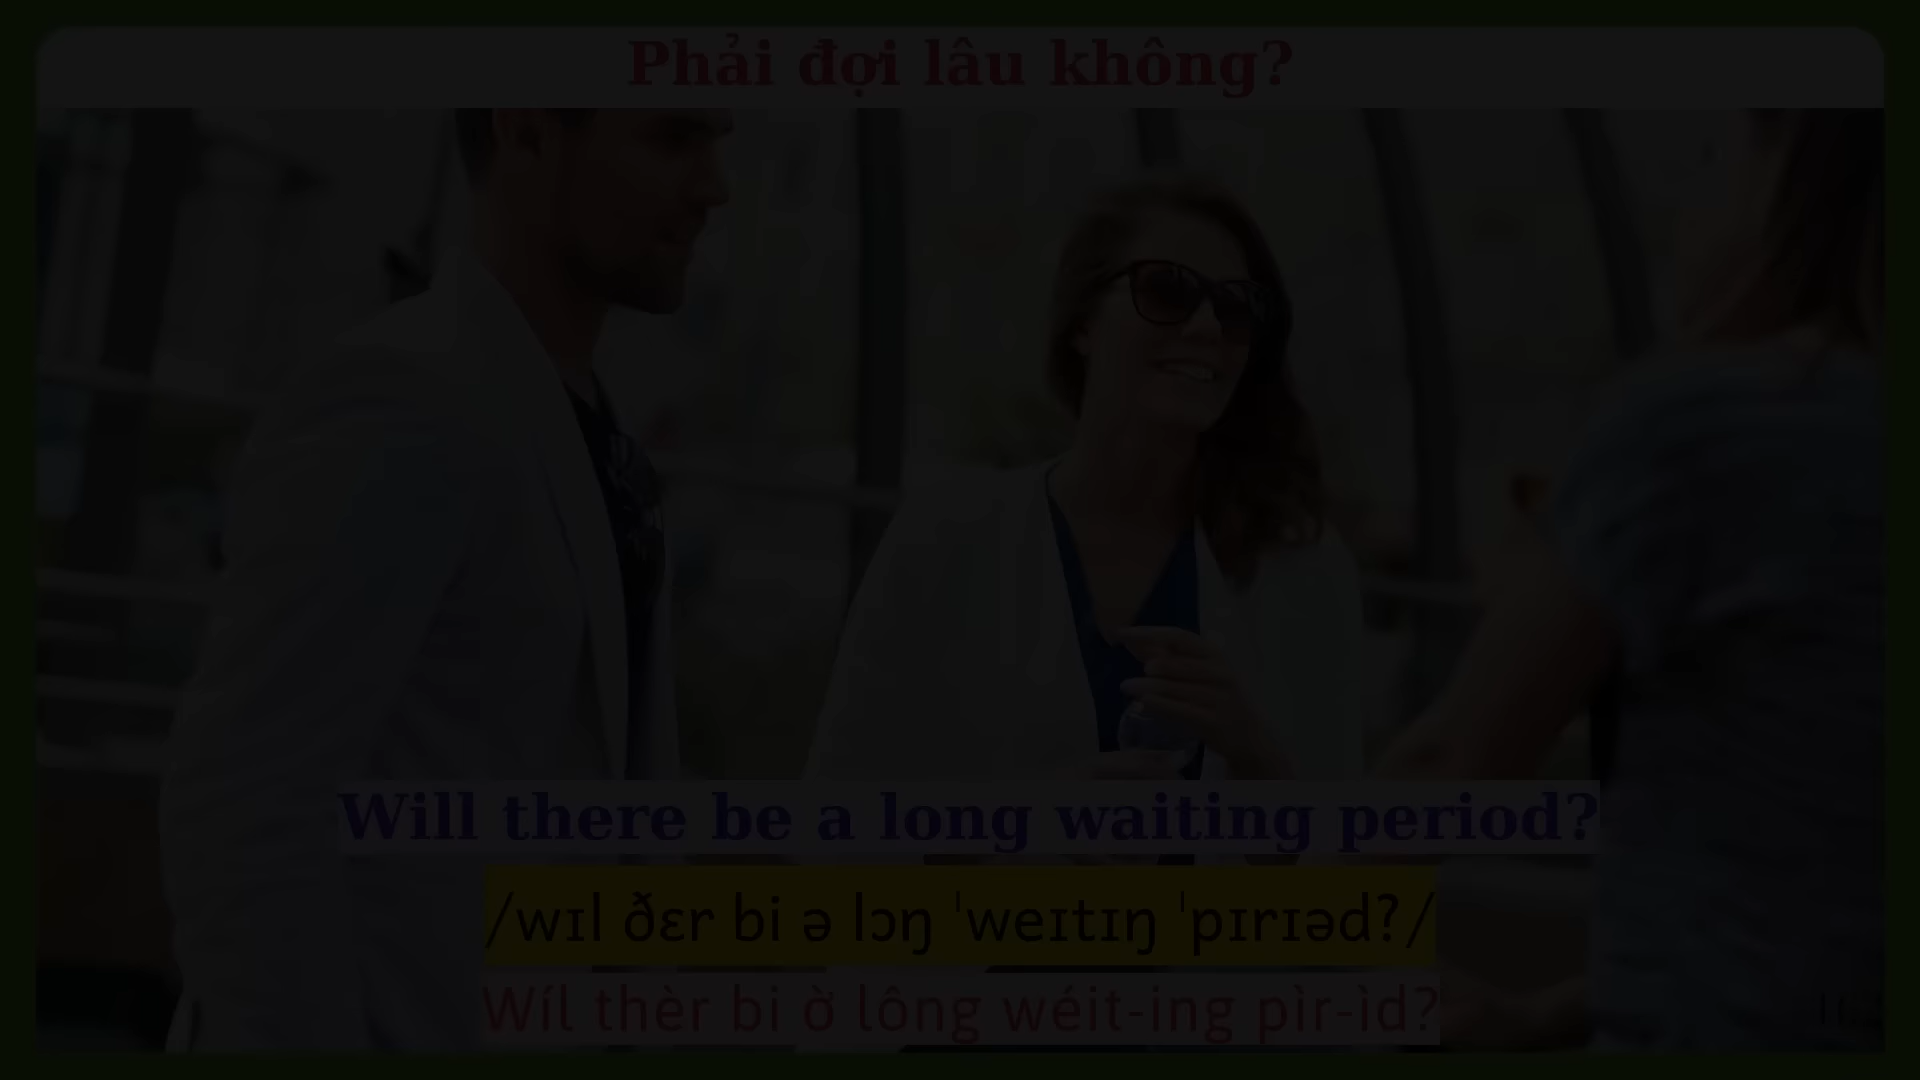 Phải đợi lâu không?
Will there be a long waiting period?
/wɪl ðɛr bi ə lɔŋ ˈweɪtɪŋ ˈpɪrɪəd?/
Wíl thèr bi ờ lông wéit-ing pìr-ìd?